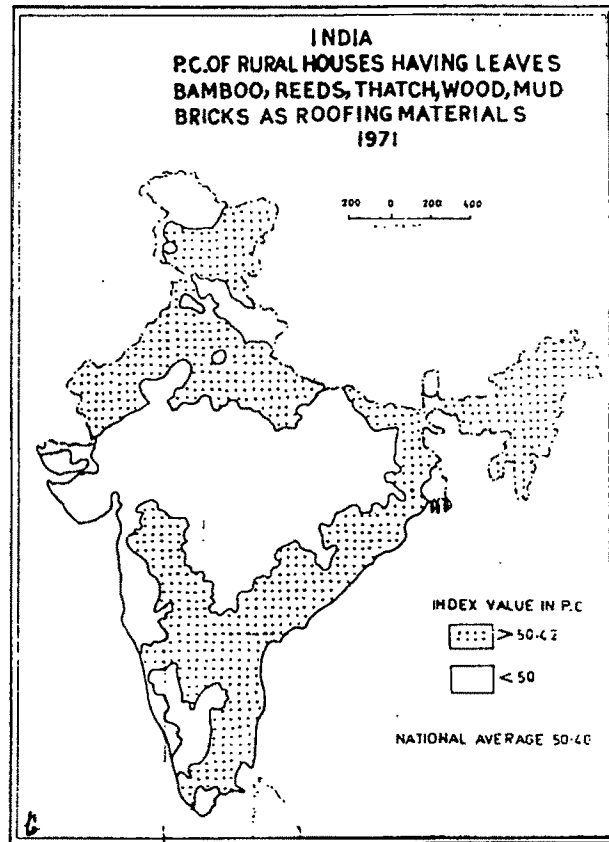 INDIA
P.C.OF RURAL HOUSES HAVING LEAVES
BAMBOO, REEDS, THATCH, WOOD, MUD
BRICKS AS ROOFING MATERIALS
1971
200 0 200 400
INDEX VALUE IN P.C
> 50.42
< 50
NATIONAL AVERAGE 50.40